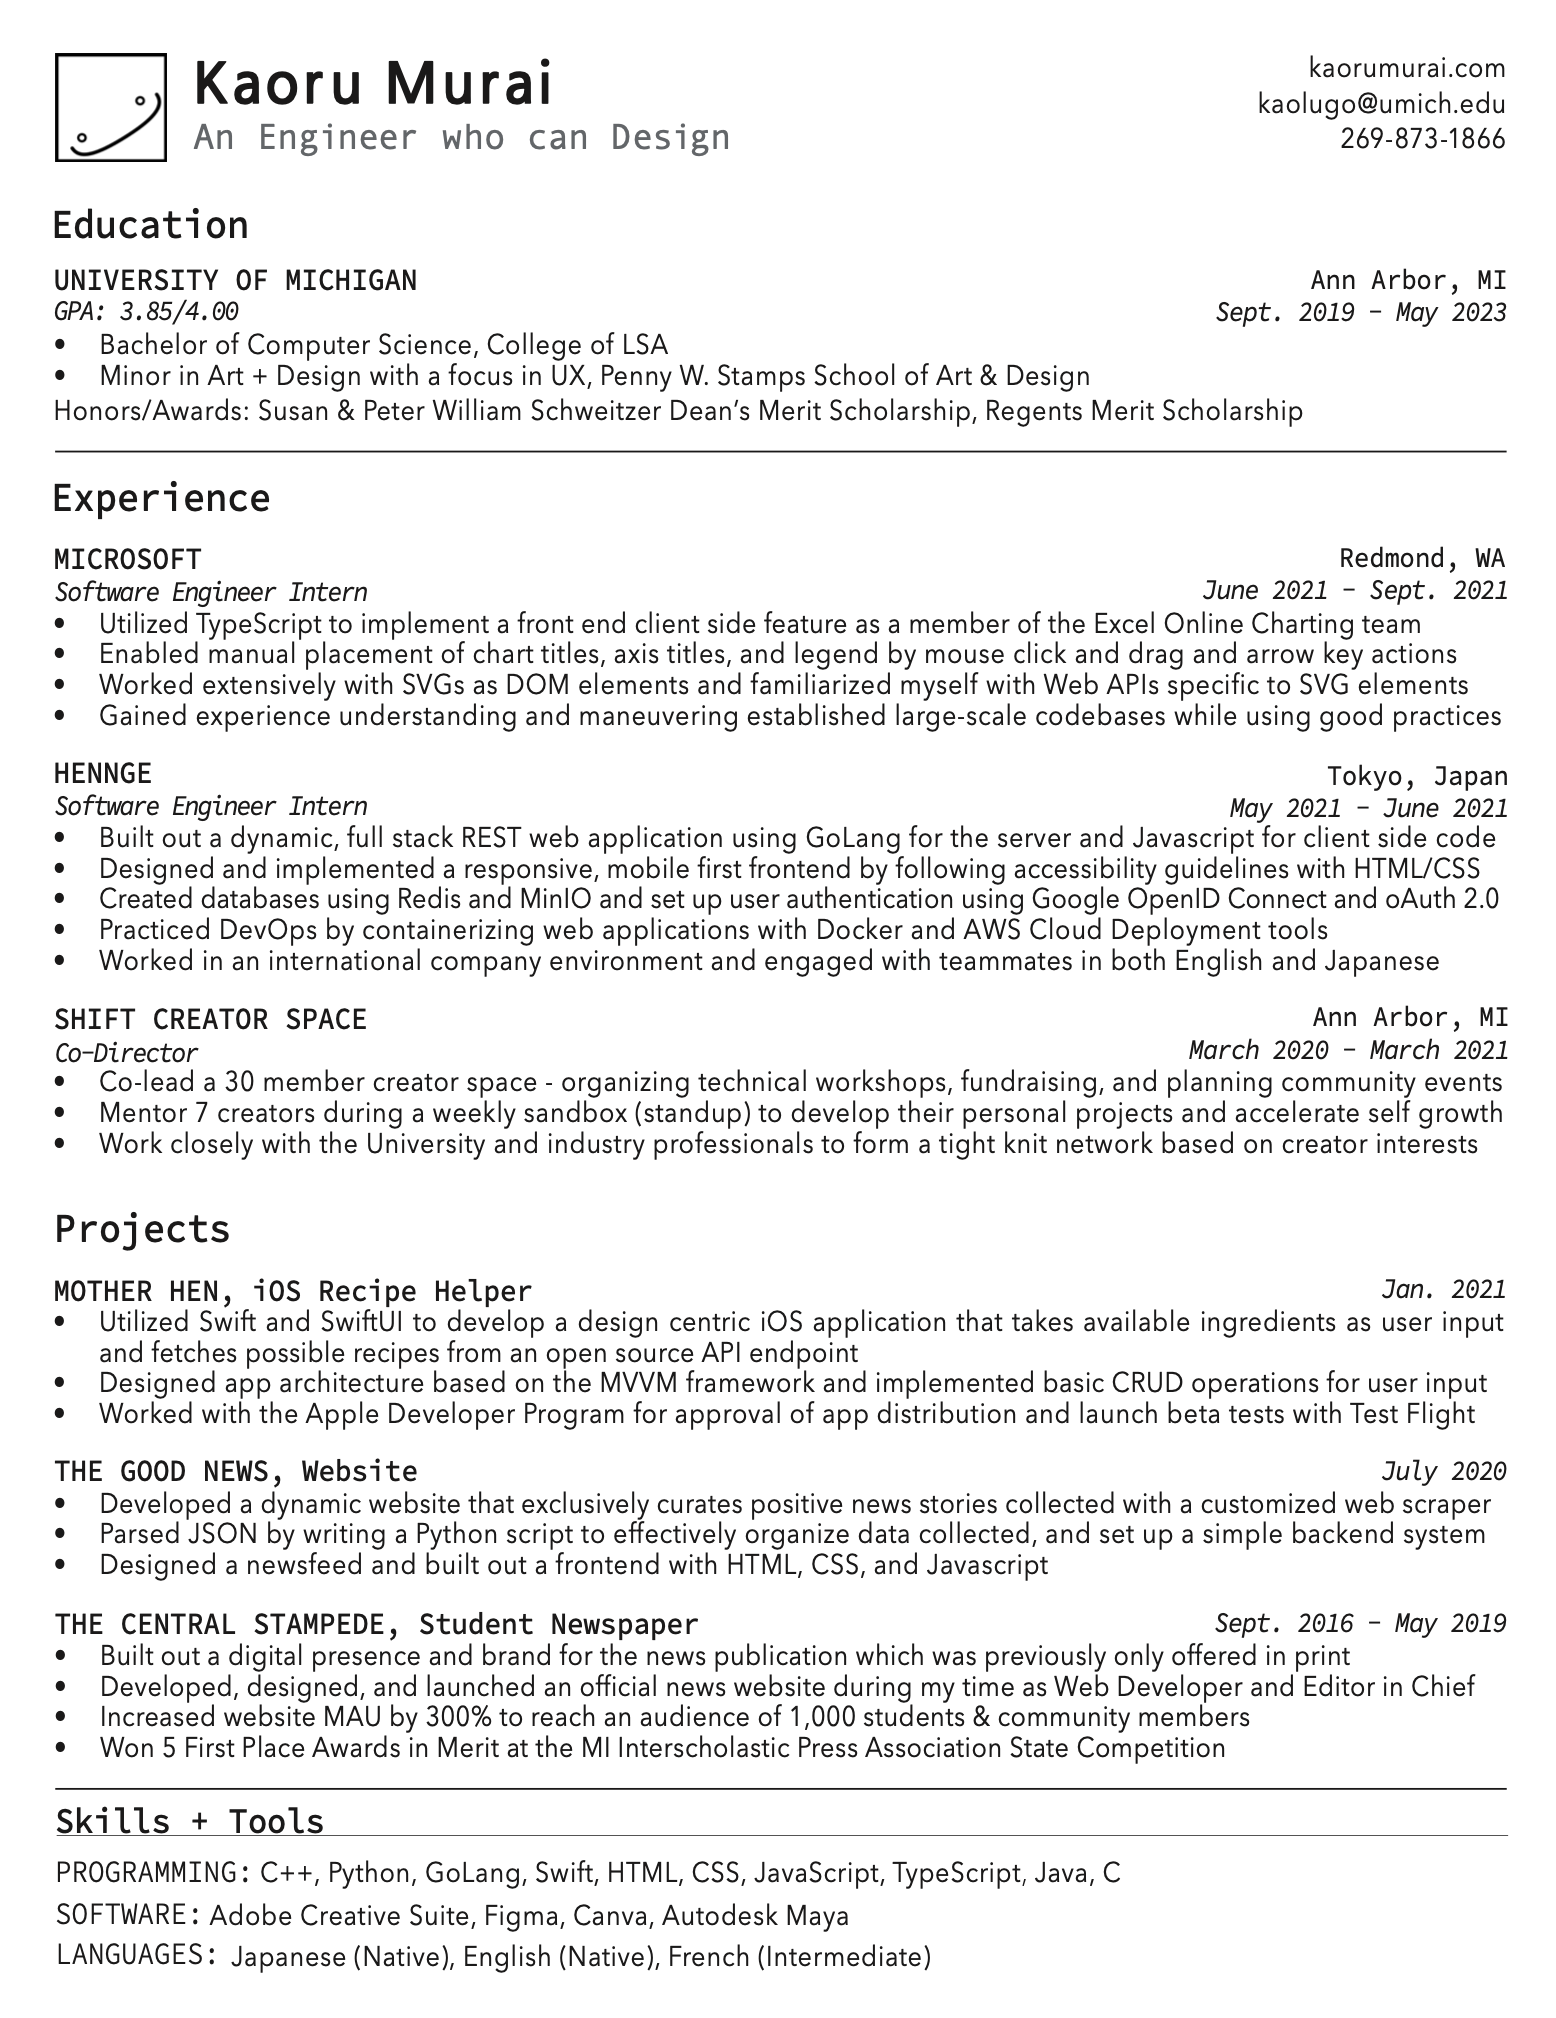 Kaoru Murai
An Engineer who can Design
kaorumurai.com
kaolugo@umich.edu
269-873-1866
Education
UNIVERSITY OF MICHIGAN Ann Arbor, MI
GPA: 3.85/4.00 Sept. 2019 – May 2023
• Bachelor of Computer Science, College of LSA
• Minor in Art + Design with a focus in UX, Penny W. Stamps School of Art & Design
Honors/Awards: Susan & Peter William Schweitzer Dean’s Merit Scholarship, Regents Merit Scholarship
Experience
MICROSOFT Redmond, WA
Software Engineer Intern June 2021 – Sept. 2021
• Utilized TypeScript to implement a front end client side feature as a member of the Excel Online Charting team
• Enabled manual placement of chart titles, axis titles, and legend by mouse click and drag and arrow key actions
• Worked extensively with SVGs as DOM elements and familiarized myself with Web APIs specific to SVG elements
• Gained experience understanding and maneuvering established large-scale codebases while using good practices
HENNGE Tokyo, Japan
Software Engineer Intern May 2021 – June 2021
• Built out a dynamic, full stack REST web application using GoLang for the server and Javascript for client side code
• Designed and implemented a responsive, mobile first frontend by following accessibility guidelines with HTML/CSS
• Created databases using Redis and MinIO and set up user authentication using Google OpenID Connect and oAuth 2.0
• Practiced DevOps by containerizing web applications with Docker and AWS Cloud Deployment tools
• Worked in an international company environment and engaged with teammates in both English and Japanese
SHIFT CREATOR SPACE Ann Arbor, MI
Co-Director March 2020 – March 2021
• Co-lead a 30 member creator space - organizing technical workshops, fundraising, and planning community events
• Mentor 7 creators during a weekly sandbox (standup) to develop their personal projects and accelerate self growth
• Work closely with the University and industry professionals to form a tight knit network based on creator interests
Projects
MOTHER HEN, iOS Recipe Helper Jan. 2021
• Utilized Swift and SwiftUI to develop a design centric iOS application that takes available ingredients as user input
and fetches possible recipes from an open source API endpoint
• Designed app architecture based on the MVVM framework and implemented basic CRUD operations for user input
• Worked with the Apple Developer Program for approval of app distribution and launch beta tests with Test Flight
THE GOOD NEWS, Website July 2020
• Developed a dynamic website that exclusively curates positive news stories collected with a customized web scraper
• Parsed JSON by writing a Python script to effectively organize data collected, and set up a simple backend system
• Designed a newsfeed and built out a frontend with HTML, CSS, and Javascript
THE CENTRAL STAMPEDE, Student Newspaper Sept. 2016 – May 2019
• Built out a digital presence and brand for the news publication which was previously only offered in print
• Developed, designed, and launched an official news website during my time as Web Developer and Editor in Chief
• Increased website MAU by 300% to reach an audience of 1,000 students & community members
• Won 5 First Place Awards in Merit at the MI Interscholastic Press Association State Competition
Skills + Tools
PROGRAMMING: C++, Python, GoLang, Swift, HTML, CSS, JavaScript, TypeScript, Java, C
SOFTWARE: Adobe Creative Suite, Figma, Canva, Autodesk Maya
LANGUAGES: Japanese (Native), English (Native), French (Intermediate)